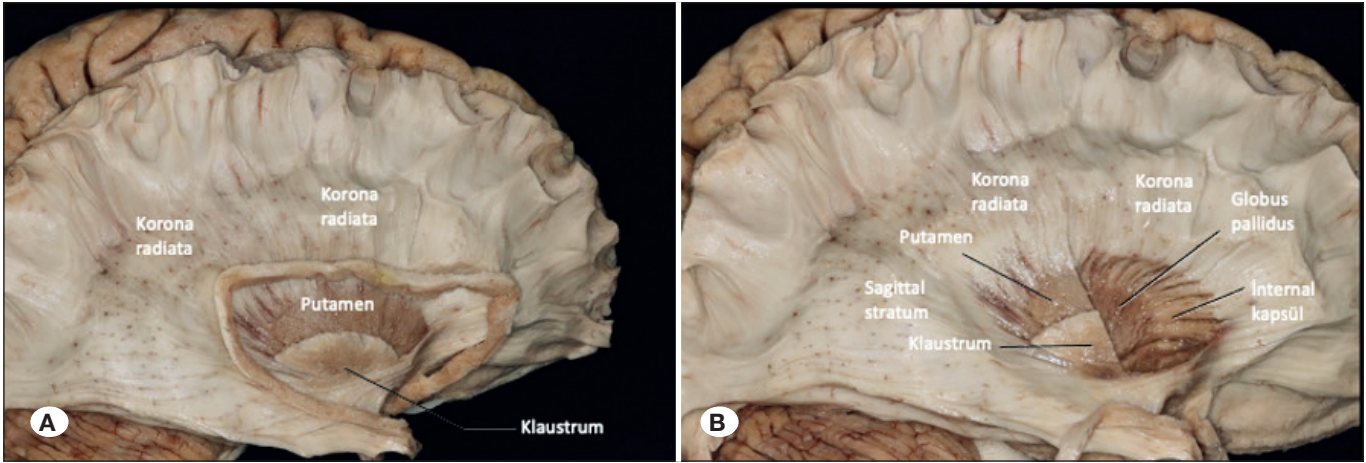 Korona
radiata
Korona
radiata
Putamen
Klaustrum
A
Korona
radiata
Korona
radiata
Globus
pallidus
Putamen
Sagittal
stratum
İnternal
kapsül
Klaustrum
B